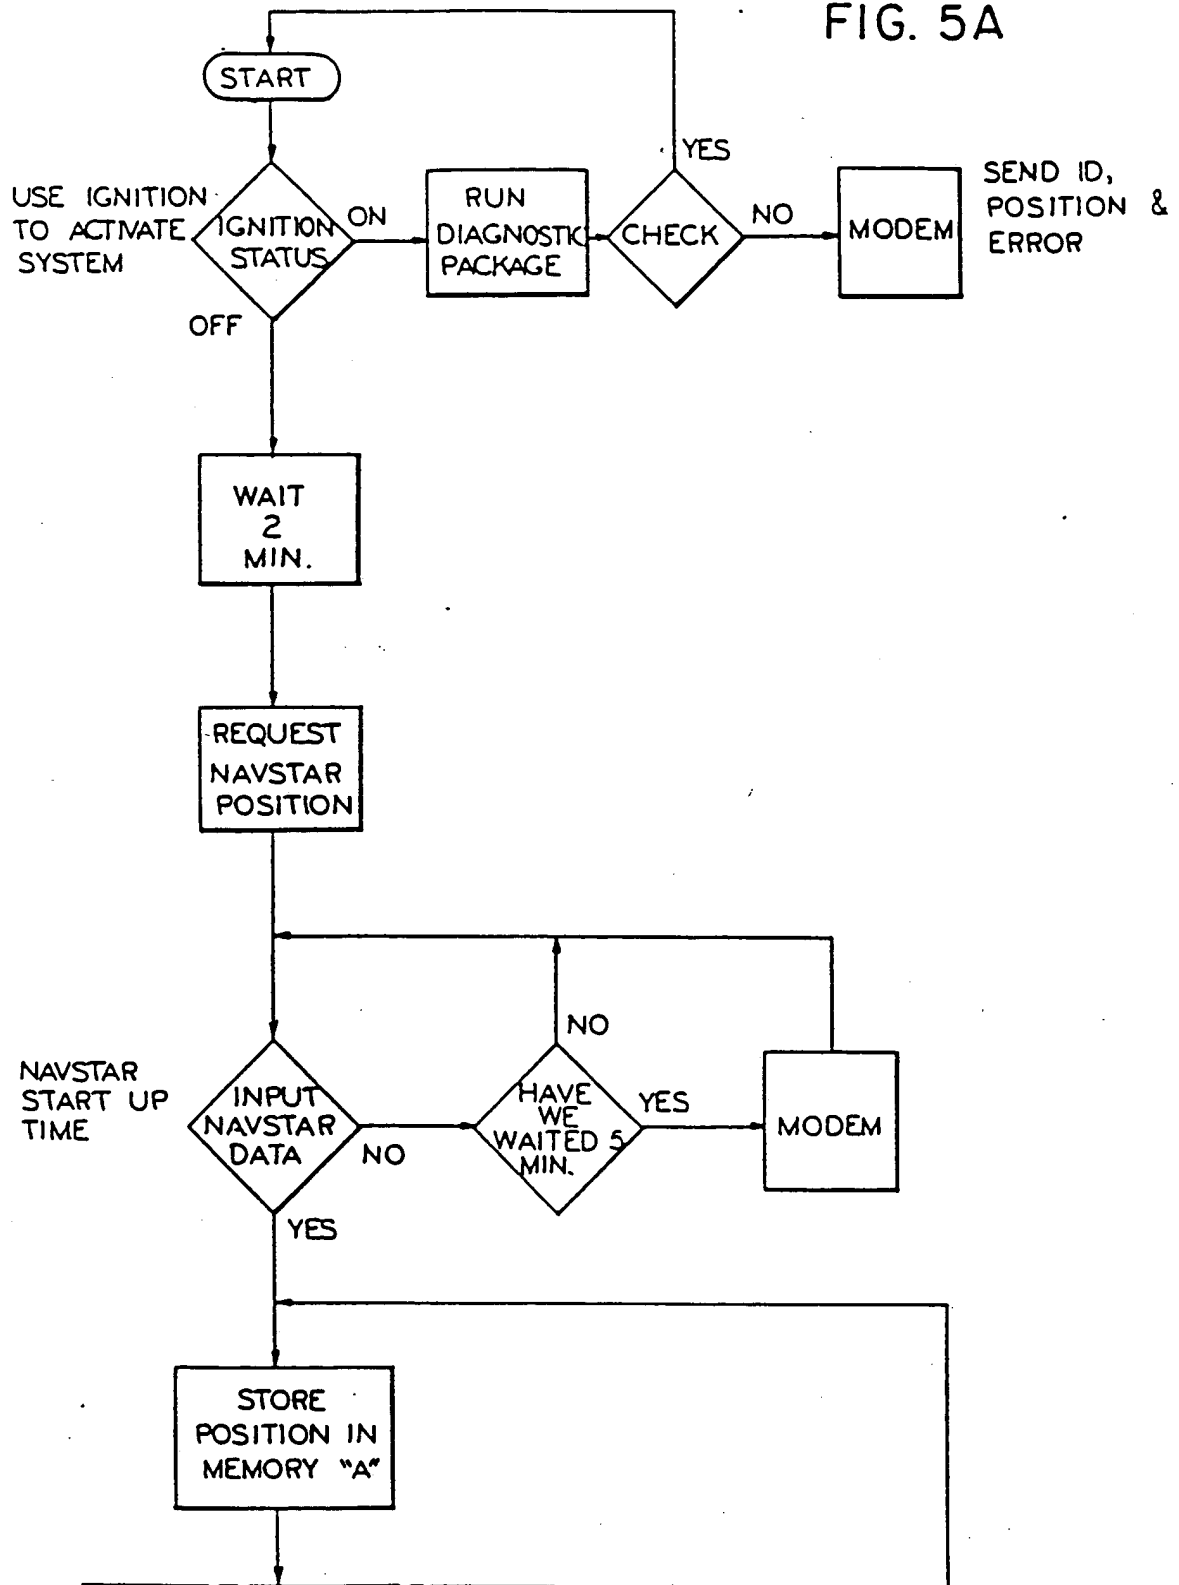 FIG. 5A
START
YES
USE IGNITION
TO ACTIVATE
SYSTEM
IGNITION
STATUS
ON
RUN
DIAGNOSTIC
PACKAGE
CHECK
NO
MODEM
SEND ID,
POSITION &
ERROR
OFF
WAIT
2
MIN.
REQUEST
NAVSTAR
POSITION
NO
NAVSTAR
START UP
TIME
INPUT
NAVSTAR
DATA
NO
HAVE
WE
WAITED 5
MIN.
YES
MODEM
YES
STORE
POSITION IN
MEMORY "A"